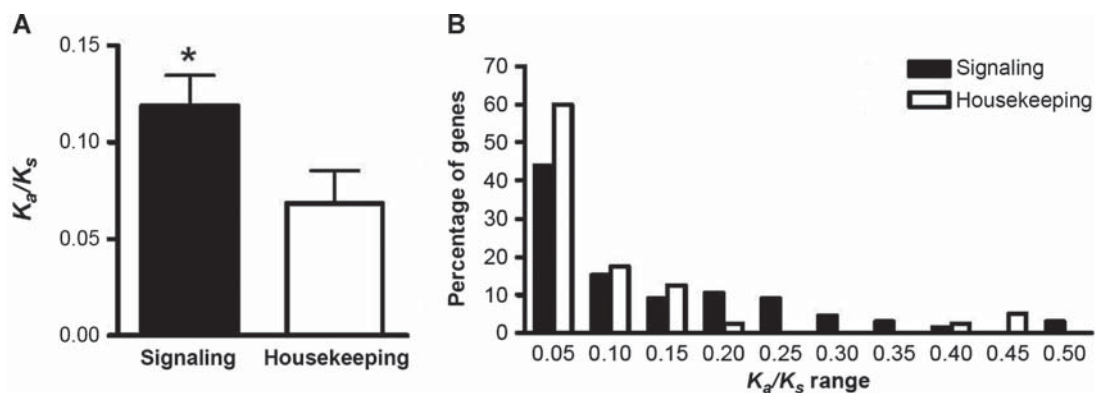 A
Ka/Ks
0.15
*
0.10
0.05
0.00
Signaling
Housekeeping
B
Percentage of genes
70
60
50
40
30
20
10
0
Signaling
Housekeeping
0.05 0.10 0.15 0.20 0.25 0.30 0.35 0.40 0.45 0.50
Ka/Ks range